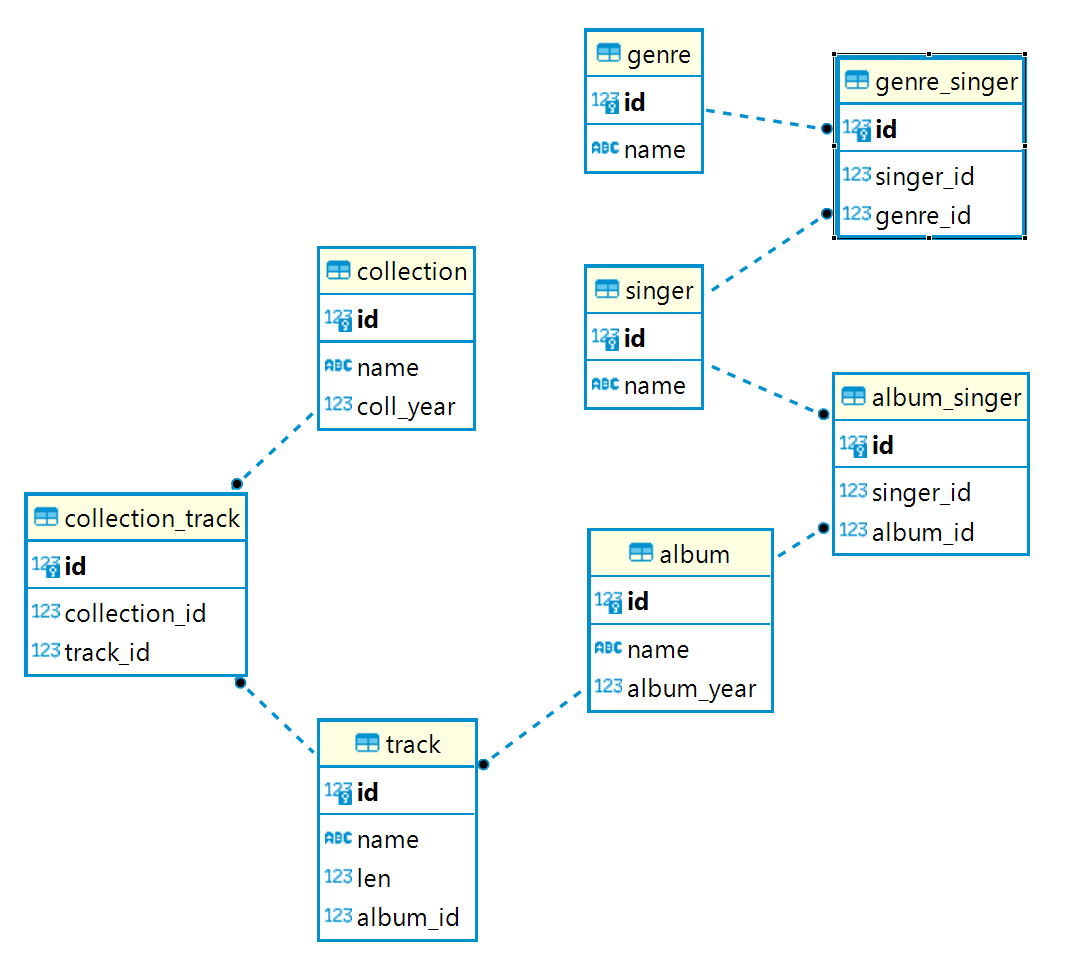 genre
123 id
ABC name
genre_singer
123 id
123 singer_id
123 genre_id
collection
123 id
ABC name
123 coll_year
singer
123 id
ABC name
album_singer
123 id
123 singer_id
123 album_id
collection_track
123 id
123 collection_id
123 track_id
album
123 id
ABC name
123 album_year
track
123 id
ABC name
123 len
123 album_id